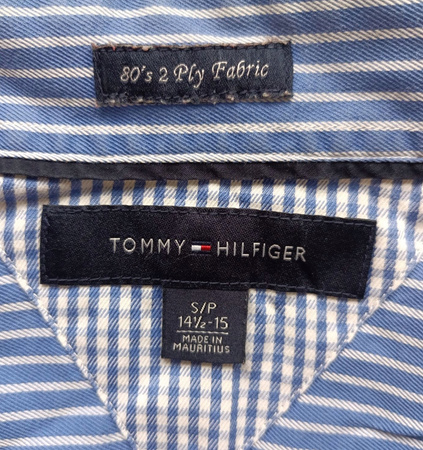 80's 2 Ply Fabric
TOMMY HILFIGER
S/P
14½-15
MADE IN
MAURITIUS